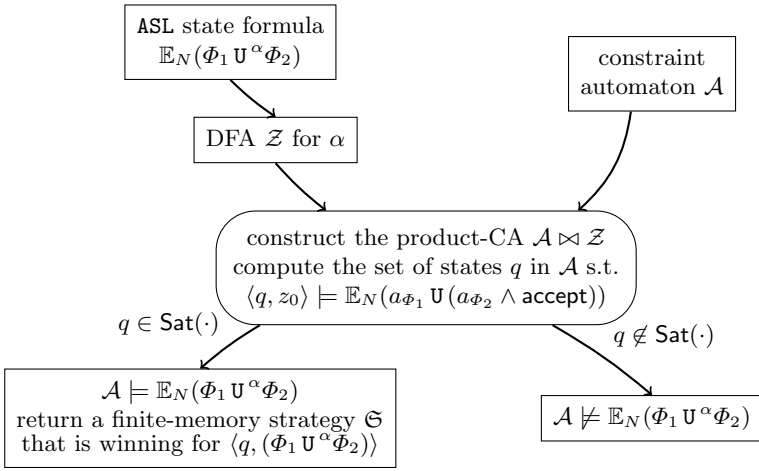 ASL state formula
𝔼_N(Φ₁ U^α Φ₂)
constraint
automaton 𝒜
DFA 𝒵 for α
construct the product-CA 𝒜 ⋈ 𝒵
compute the set of states q in 𝒜 s.t.
⟨q, z₀⟩ ⊨ 𝔼_N(a_Φ₁ U (a_Φ₂ ∧ accept))
q ∈ Sat(·)
q ∉ Sat(·)
𝒜 ⊨ 𝔼_N(Φ₁ U^α Φ₂)
return a finite-memory strategy 𝔖
that is winning for ⟨q, (Φ₁ U^α Φ₂)⟩
𝒜 ⊭ 𝔼_N(Φ₁ U^α Φ₂)